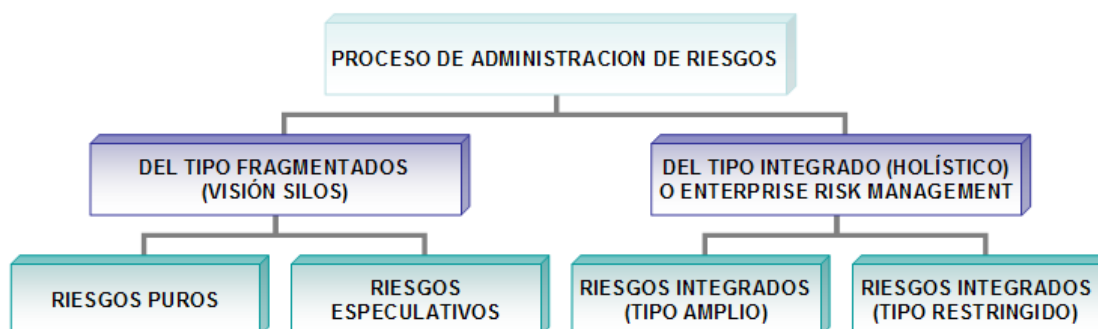 PROCESO DE ADMINISTRACION DE RIESGOS
DEL TIPO FRAGMENTADOS
(VISIÓN SILOS)
DEL TIPO INTEGRADO (HOLÍSTICO)
O ENTERPRISE RISK MANAGEMENT
RIESGOS PUROS
RIESGOS
ESPECULATIVOS
RIESGOS INTEGRADOS
(TIPO AMPLIO)
RIESGOS INTEGRADOS
(TIPO RESTRINGIDO)